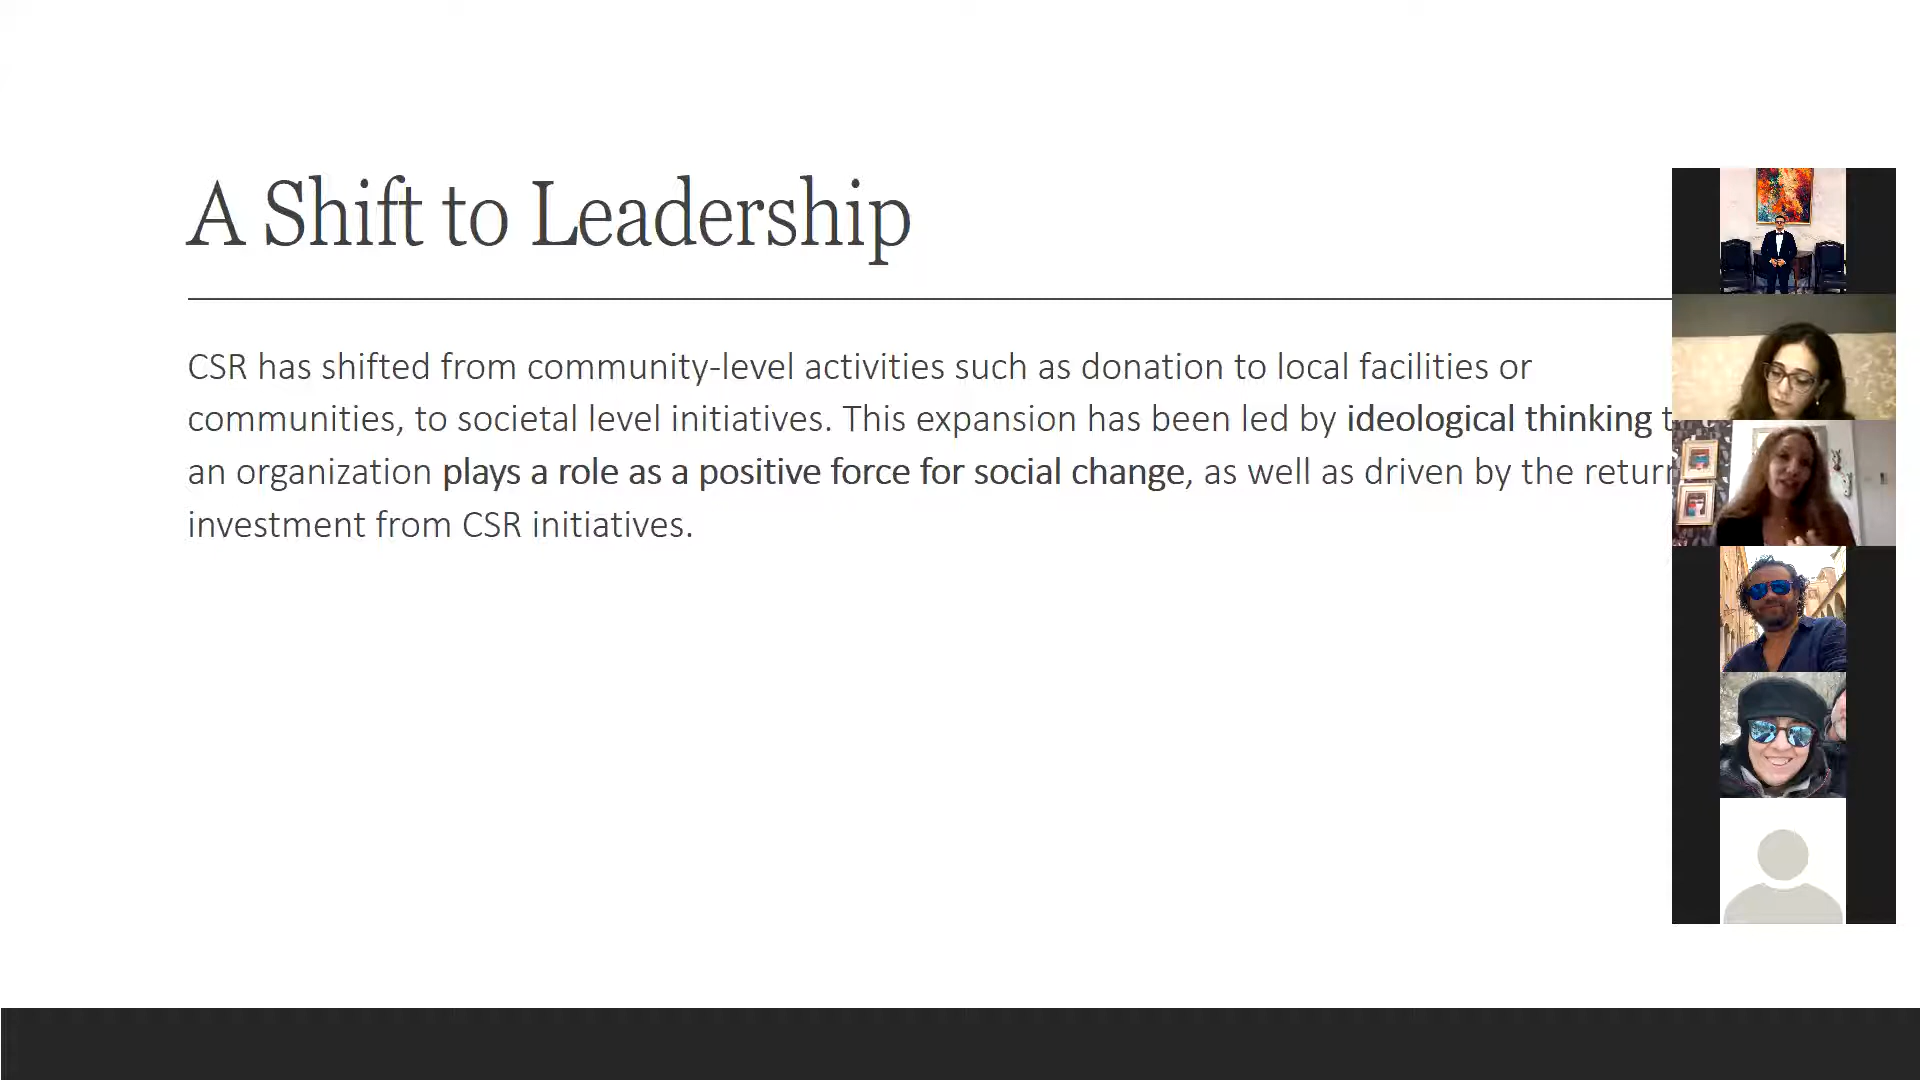 A Shift to Leadership
CSR has shifted from community-level activities such as donation to local facilities or
communities, to societal level initiatives. This expansion has been led by ideological thinking
an organization plays a role as a positive force for social change, as well as driven by the return
investment from CSR initiatives.